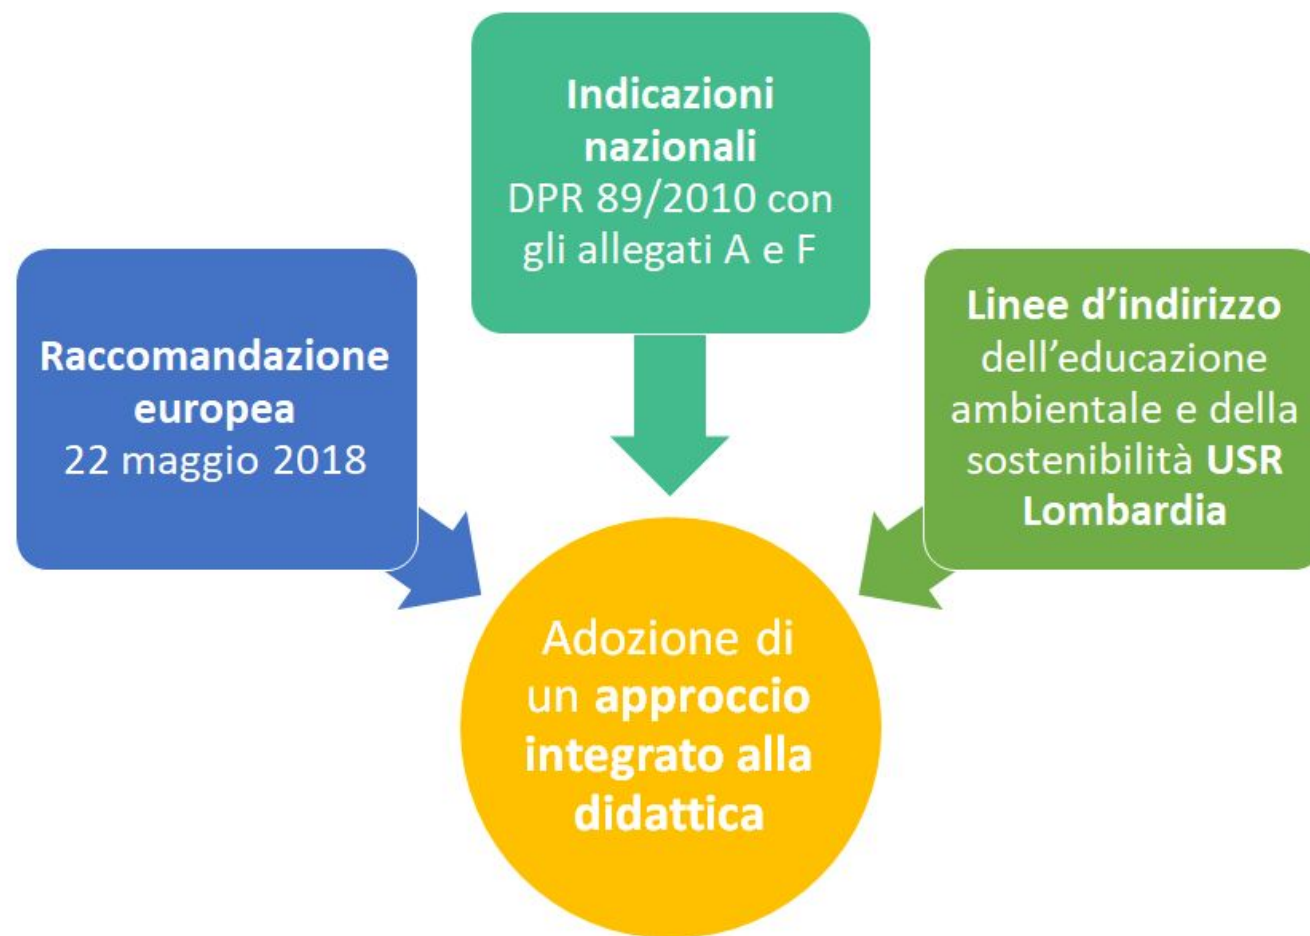 Indicazioni
nazionali
DPR 89/2010 con
gli allegati A e F
Raccomandazione
europea
22 maggio 2018
Linee d’indirizzo
dell’educazione
ambientale e della
sostenibilità USR
Lombardia
Adozione di
un approccio
integrato alla
didattica